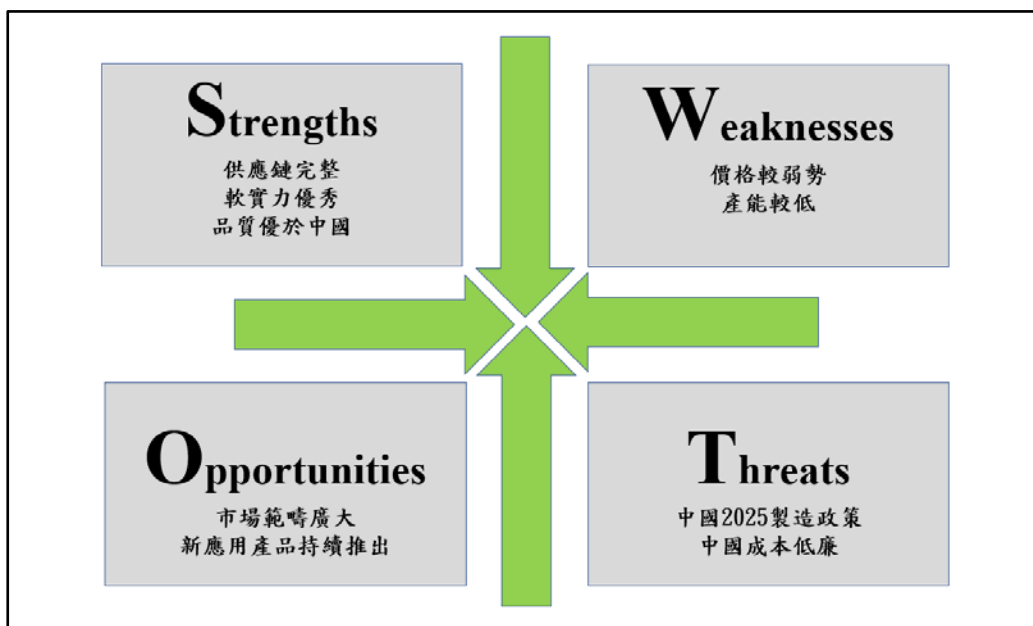 Strengths
供應鏈完整
軟實力優秀
品質優於中國
Weaknesses
價格較弱勢
產能較低
Opportunities
市場範疇廣大
新應用產品持續推出
Threats
中國2025製造政策
中國成本低廉